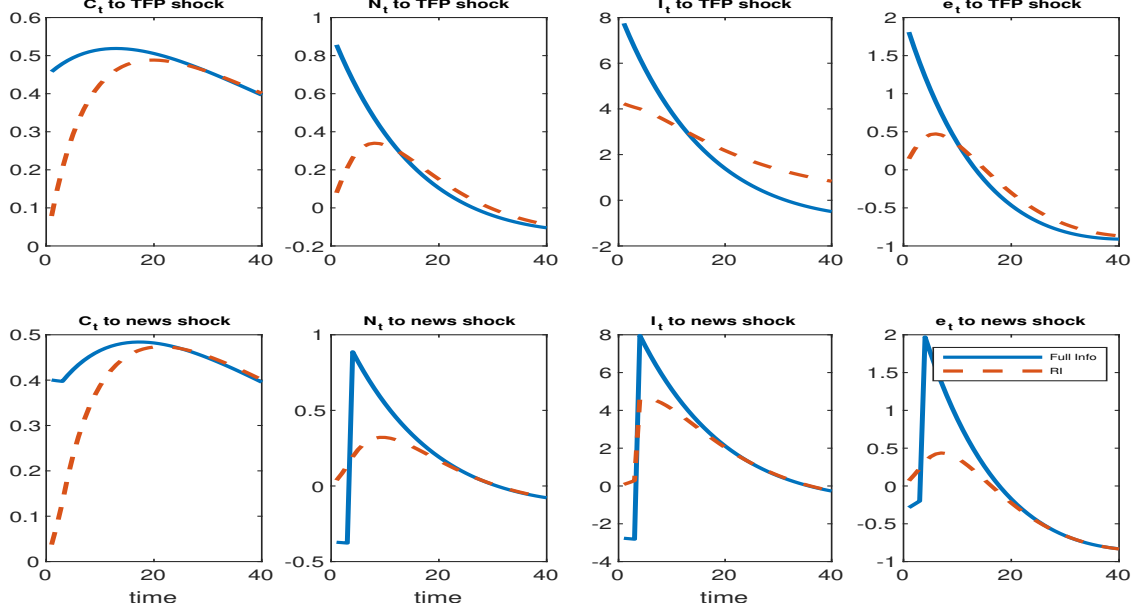 C_t to TFP shock
0.6
0.5
0.4
0.3
0.2
0.1
0
0 20 40
N_t to TFP shock
1
0.8
0.6
0.4
0.2
0
-0.2
0 20 40
I_t to TFP shock
8
6
4
2
0
-2
0 20 40
e_t to TFP shock
2
1.5
1
0.5
0
-0.5
-1
0 20 40
C_t to news shock
0.5
0.4
0.3
0.2
0.1
0
0 20 40
time
N_t to news shock
1
0.5
0
-0.5
0 20 40
time
I_t to news shock
8
6
4
2
0
-2
-4
0 20 40
time
e_t to news shock
2
1.5
1
0.5
0
-0.5
-1
0 20 40
time
Full Info
RI